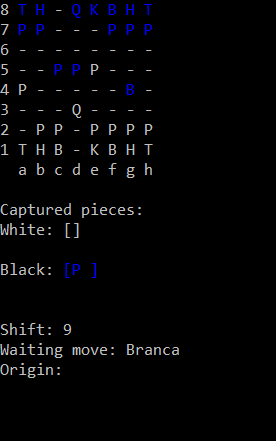 8 T H - Q K B H T
7 P P - - - P P P
6 - - - - - - - -
5 - - P P P - - -
4 P - - - - - B -
3 - - - Q - - - -
2 - P P - P P P P
1 T H B - K B H T
a b c d e f g h
Captured pieces:
White: []
Black: [P ]
Shift: 9
Waiting move: Branca
Origin: